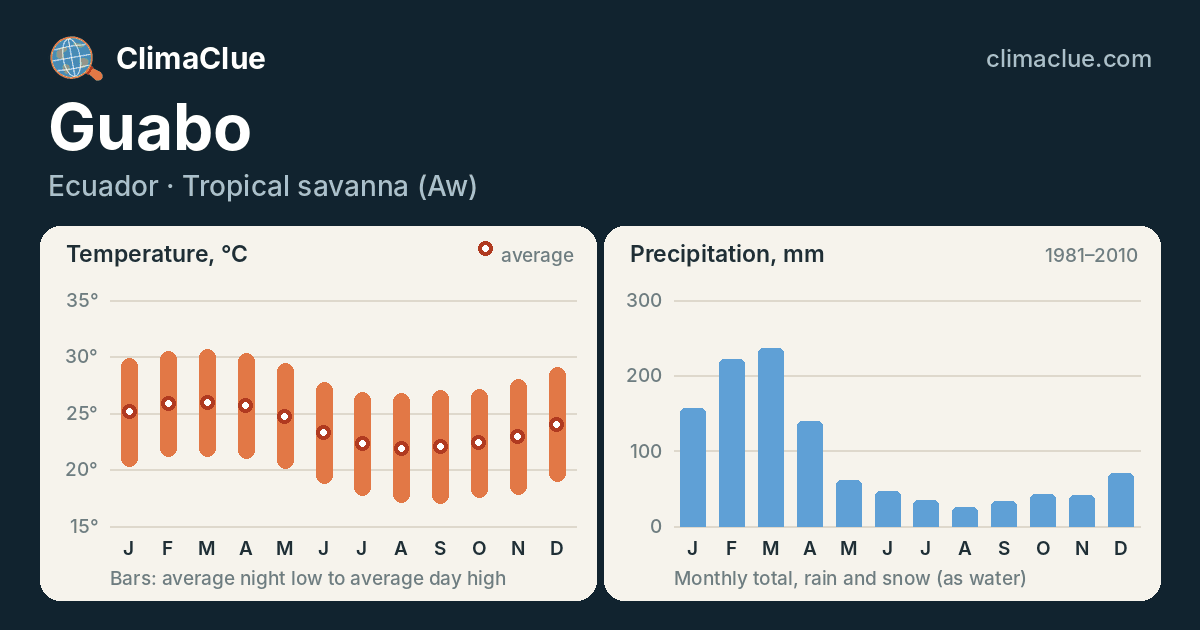 ClimaClue
climaclue.com
Guabo
Ecuador · Tropical savanna (Aw)
Temperature, °C
average
35°
30°
25°
20°
15°
J F M A M J J A S O N D
Bars: average night low to average day high
Precipitation, mm
1981–2010
300
200
100
0
J F M A M J J A S O N D
Monthly total, rain and snow (as water)